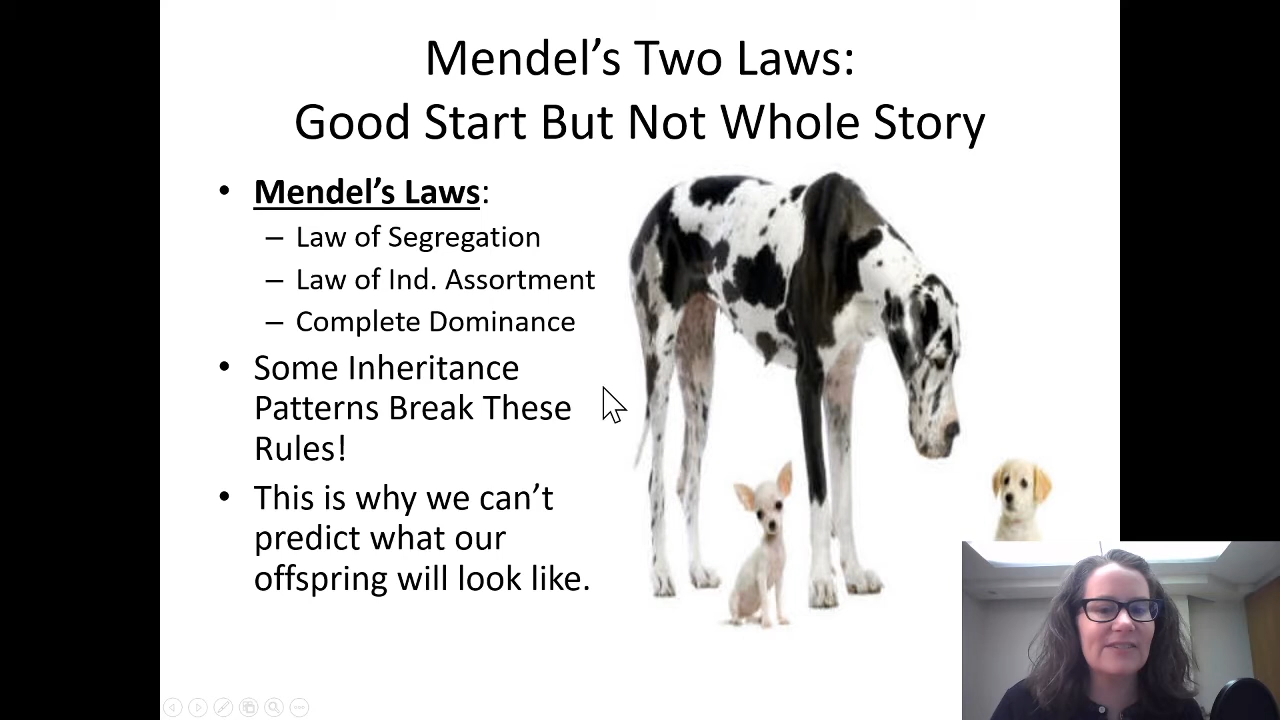 Mendel’s Two Laws:
Good Start But Not Whole Story
• Mendel’s Laws:
– Law of Segregation
– Law of Ind. Assortment
– Complete Dominance
• Some Inheritance
Patterns Break These
Rules!
• This is why we can’t
predict what our
offspring will look like.